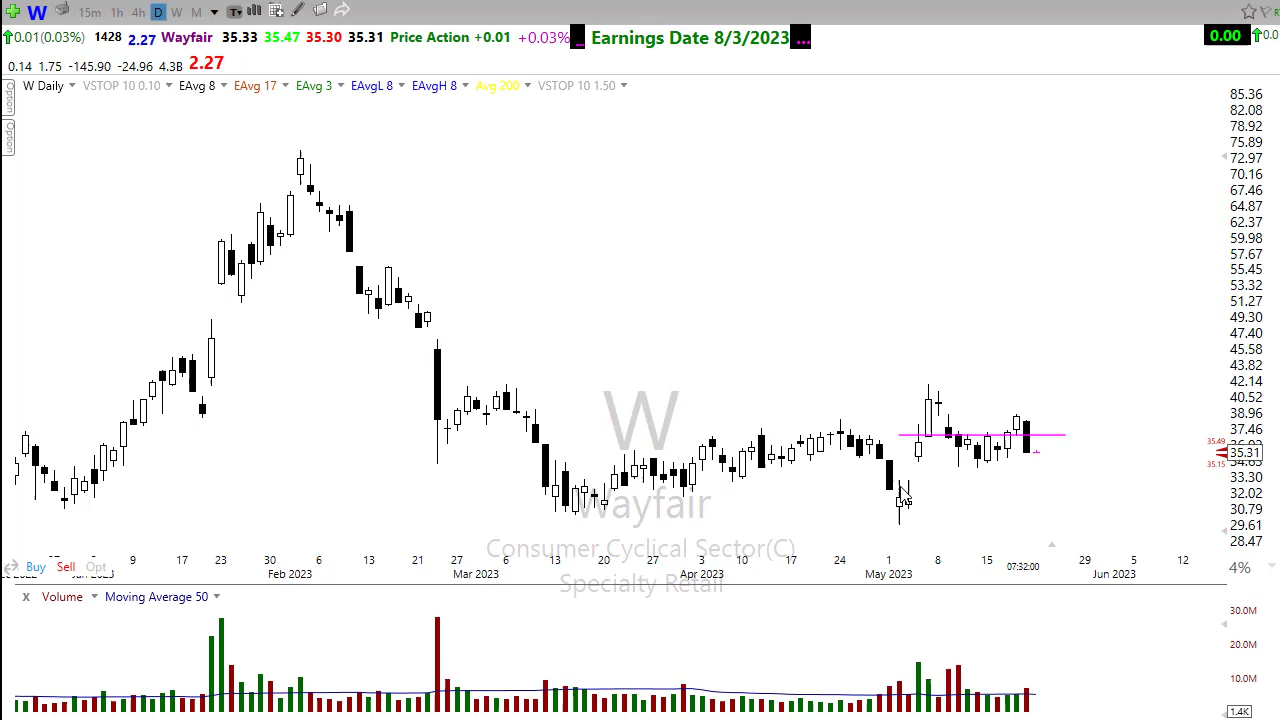 W 15m 1h 4h D W M T
0.01(0.03%) 1428 2.27 Wayfair 35.33 35.47 35.30 35.31 Price Action +0.01 +0.03% ... Earnings Date 8/3/2023 ... 0.00
0.14 1.75 -145.90 -24.96 4.3B 2.27
W Daily VSTOP 10 0.10 EAvg 8 EAvg 17 EAvg 3 EAvgL 8 EAvgH 8 Avg 200 VSTOP 10 1.50
Option
Option
85.36
82.08
78.92
75.89
72.97
70.16
67.46
64.87
62.37
59.98
57.67
55.45
53.32
51.27
49.30
47.40
45.58
43.82
42.14
40.52
38.96
37.46
35.49
35.31
35.15
33.30
32.02
30.79
29.61
28.47
W
Wayfair
Consumer Cyclical Sector(C)
Specialty Retail
9 17 23 30 6 13 21 27 6 14 20 27 3 10 17 24 1 8 15 07:32:00 29 5 12
Feb 2023 Mar 2023 Apr 2023 May 2023 Jun 2023
Buy Sell Opt
4%
X Volume Moving Average 50
30.0M
20.0M
10.0M
1.4K